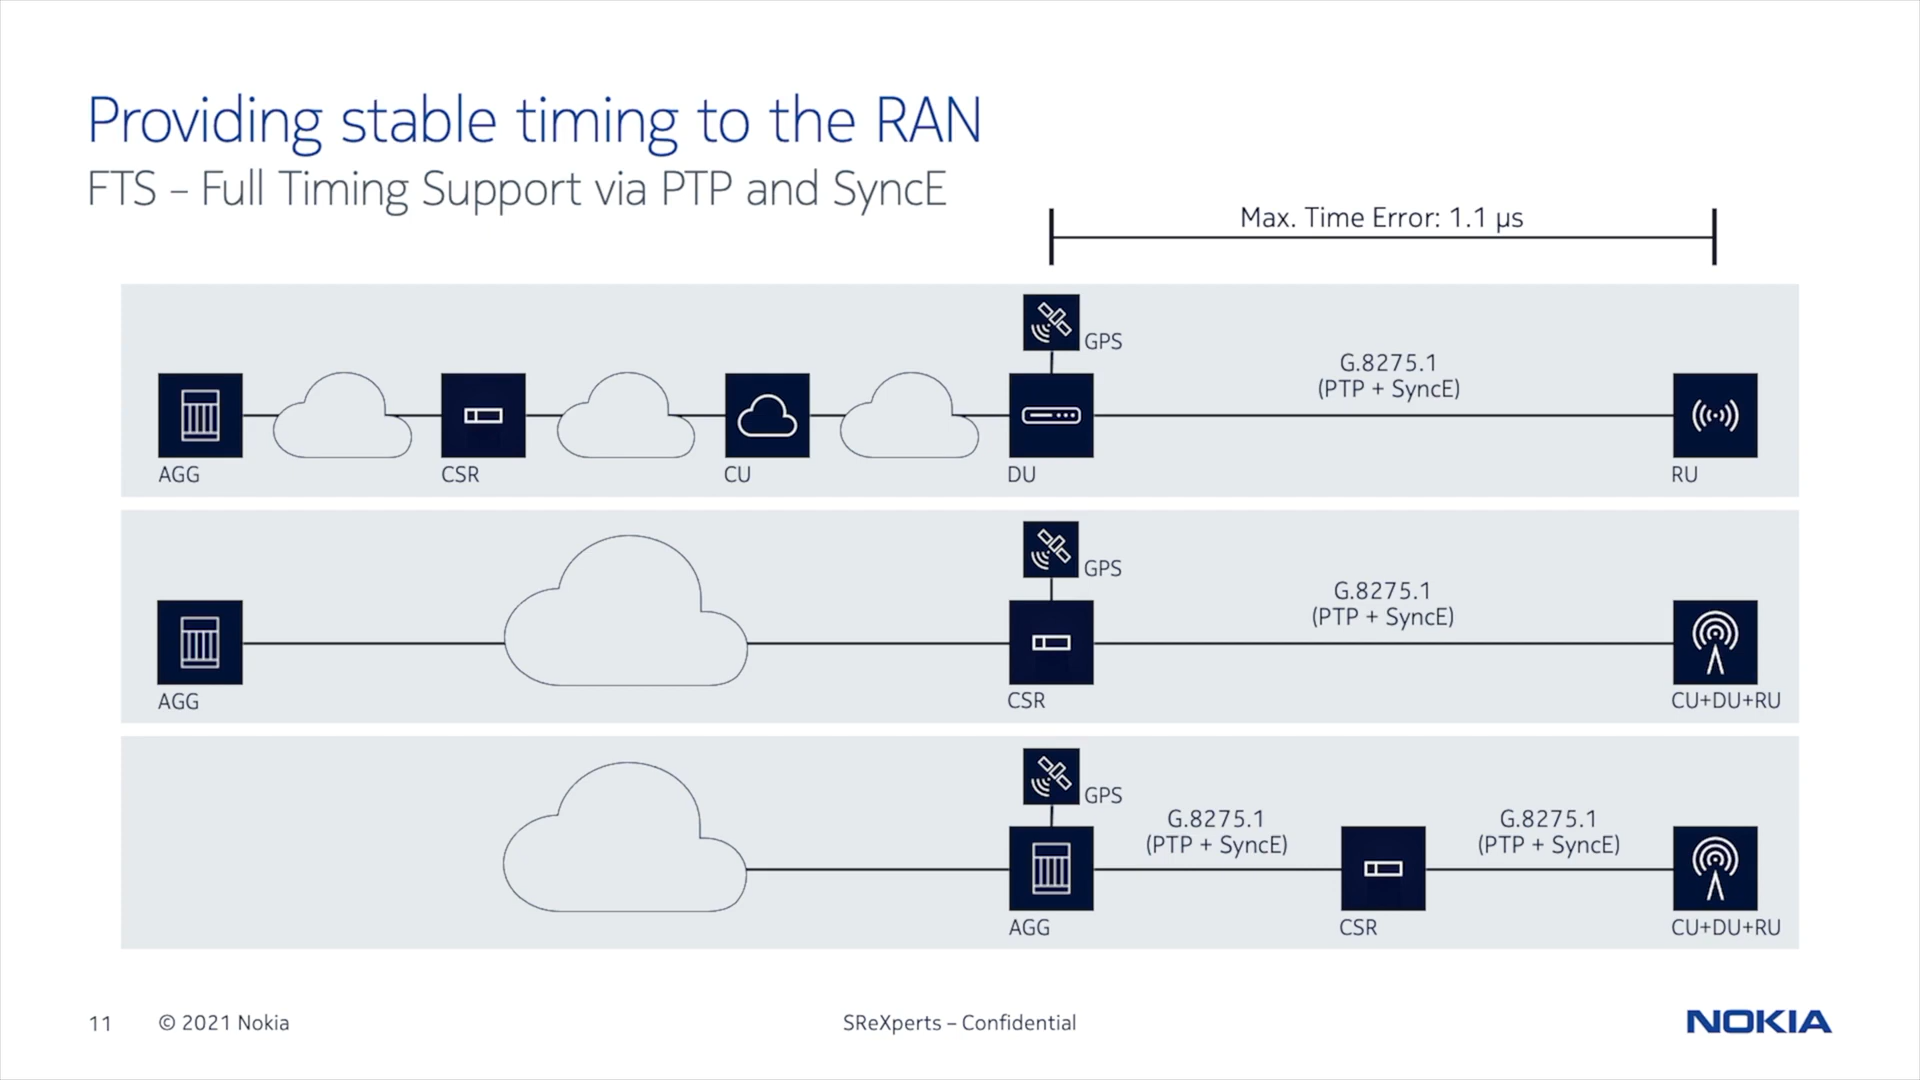 Providing stable timing to the RAN
FTS – Full Timing Support via PTP and SyncE
Max. Time Error: 1.1 µs
GPS
G.8275.1
(PTP + SyncE)
AGG
CSR
CU
DU
RU
GPS
G.8275.1
(PTP + SyncE)
AGG
CSR
CU+DU+RU
GPS
G.8275.1
(PTP + SyncE)
G.8275.1
(PTP + SyncE)
AGG
CSR
CU+DU+RU
11
© 2021 Nokia
SReXperts – Confidential
NOKIA